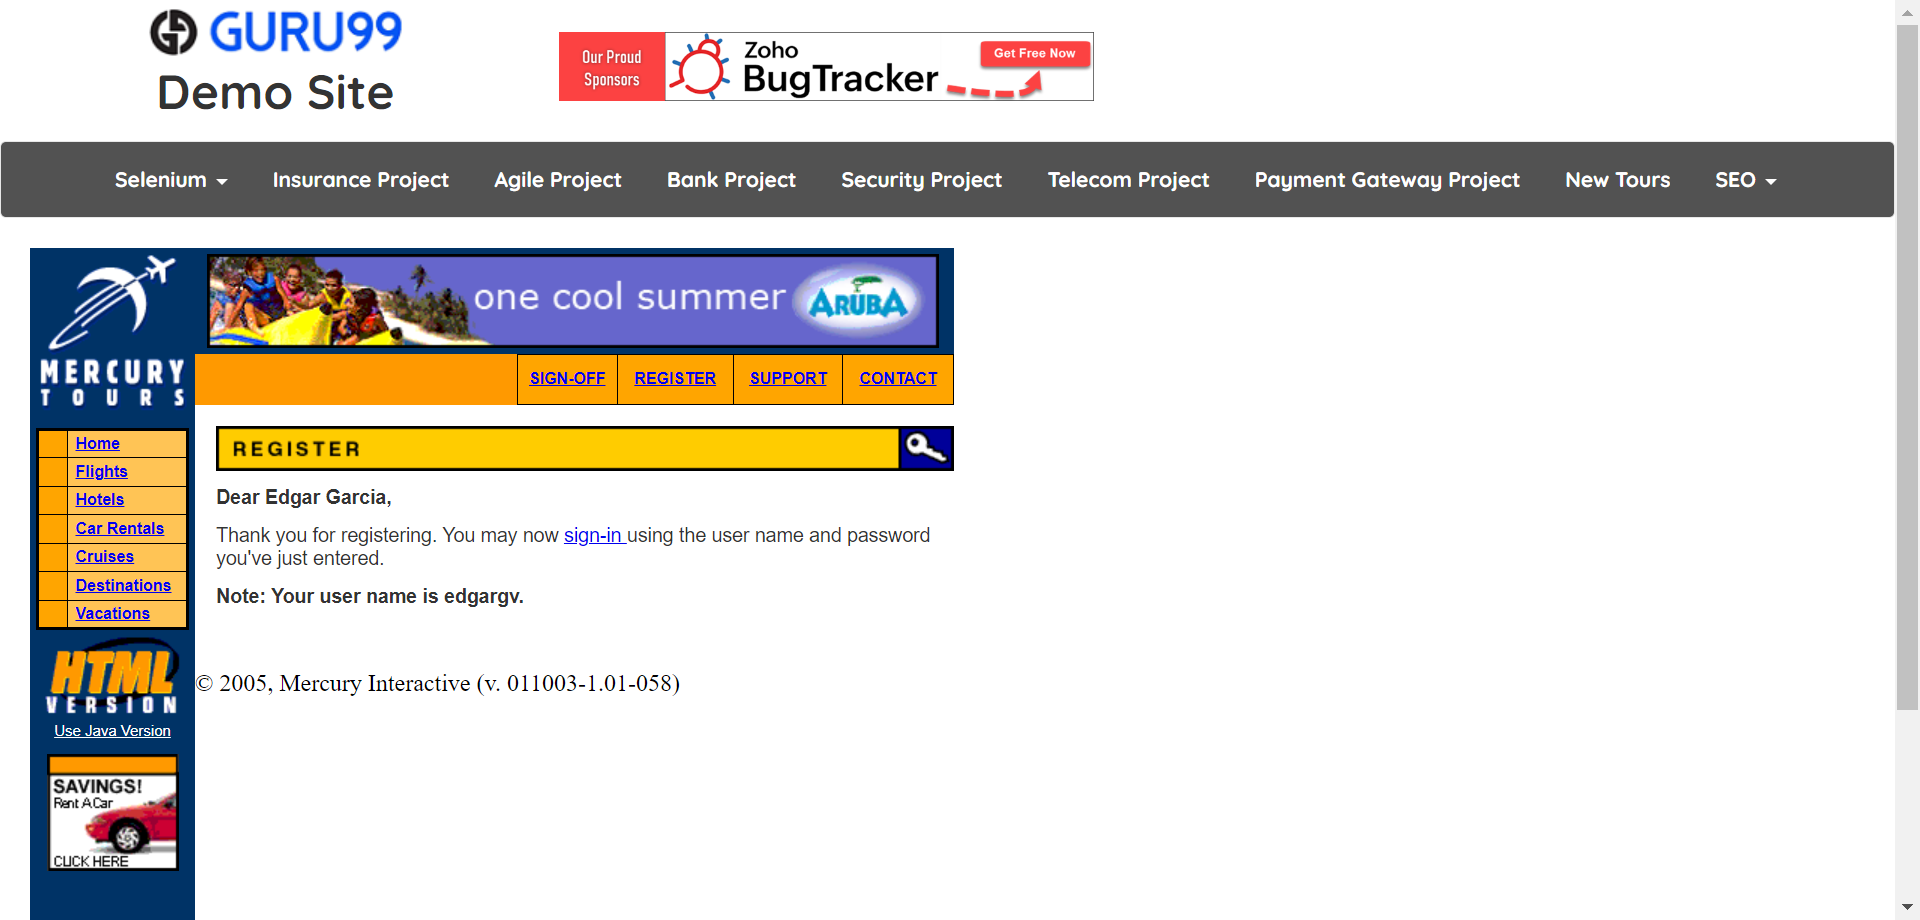 GURU99
Demo Site
Our Proud
Sponsors
Zoho
BugTracker
Get Free Now
Selenium
Insurance Project
Agile Project
Bank Project
Security Project
Telecom Project
Payment Gateway Project
New Tours
SEO
MERCURY
TOURS
one cool summer
ARUBA
SIGN-OFF
REGISTER
SUPPORT
CONTACT
Home
Flights
Hotels
Car Rentals
Cruises
Destinations
Vacations
HTML
VERSION
Use Java Version
SAVINGS!
Rent A Car
CLICK HERE
REGISTER
Dear Edgar Garcia,
Thank you for registering. You may now sign-in using the user name and password
you've just entered.
Note: Your user name is edgargv.
© 2005, Mercury Interactive (v. 011003-1.01-058)